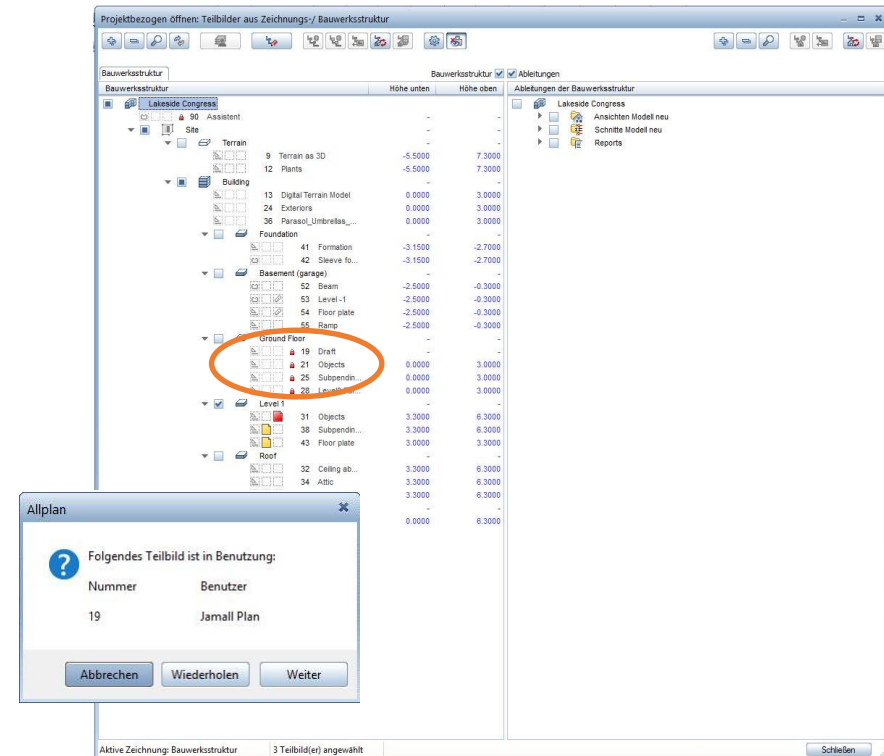 Projektbezogen öffnen: Teilbilder aus Zeichnungs-/ Bauwerksstruktur
Bauwerksstruktur
Bauwerksstruktur
Ableitungen
Bauwerksstruktur Höhe unten Höhe oben
Ableitungen der Bauwerksstruktur
Lakeside Congress
Lakeside Congress
90 Assistent - -
Ansichten Modell neu
Site - -
Schnitte Modell neu
Terrain - -
Reports
9 Terrain as 3D -5.5000 7.3000
12 Plants -5.5000 7.3000
Building - -
13 Digital Terrain Model 0.0000 3.0000
24 Exteriors 0.0000 3.0000
36 Parasol_Umbrellas_... 0.0000 3.0000
Foundation - -
41 Formation -3.1500 -2.7000
42 Sleeve fo... -3.1500 -2.7000
Basement (garage) - -
52 Beam -2.5000 -0.3000
53 Level -1 -2.5000 -0.3000
54 Floor plate -2.5000 -0.3000
55 Ramp -2.5000 -0.3000
Ground Floor - -
19 Draft - -
21 Objects 0.0000 3.0000
25 Subpendin... 0.0000 3.0000
28 0.0000 3.0000
Level 1 - -
31 Objects 3.3000 6.3000
38 Subpendin... 3.3000 6.3000
43 Floor plate 3.0000 3.3000
Roof - -
32 Ceiling ab... 3.3000 6.3000
34 Attic 3.3000 6.3000
3.3000 6.3000
- -
0.0000 6.3000
Allplan
Folgendes Teilbild ist in Benutzung:
Nummer Benutzer
19 Jamall Plan
Abbrechen Wiederholen Weiter
Aktive Zeichnung: Bauwerksstruktur 3 Teilbild(er) angewählt
Schließen